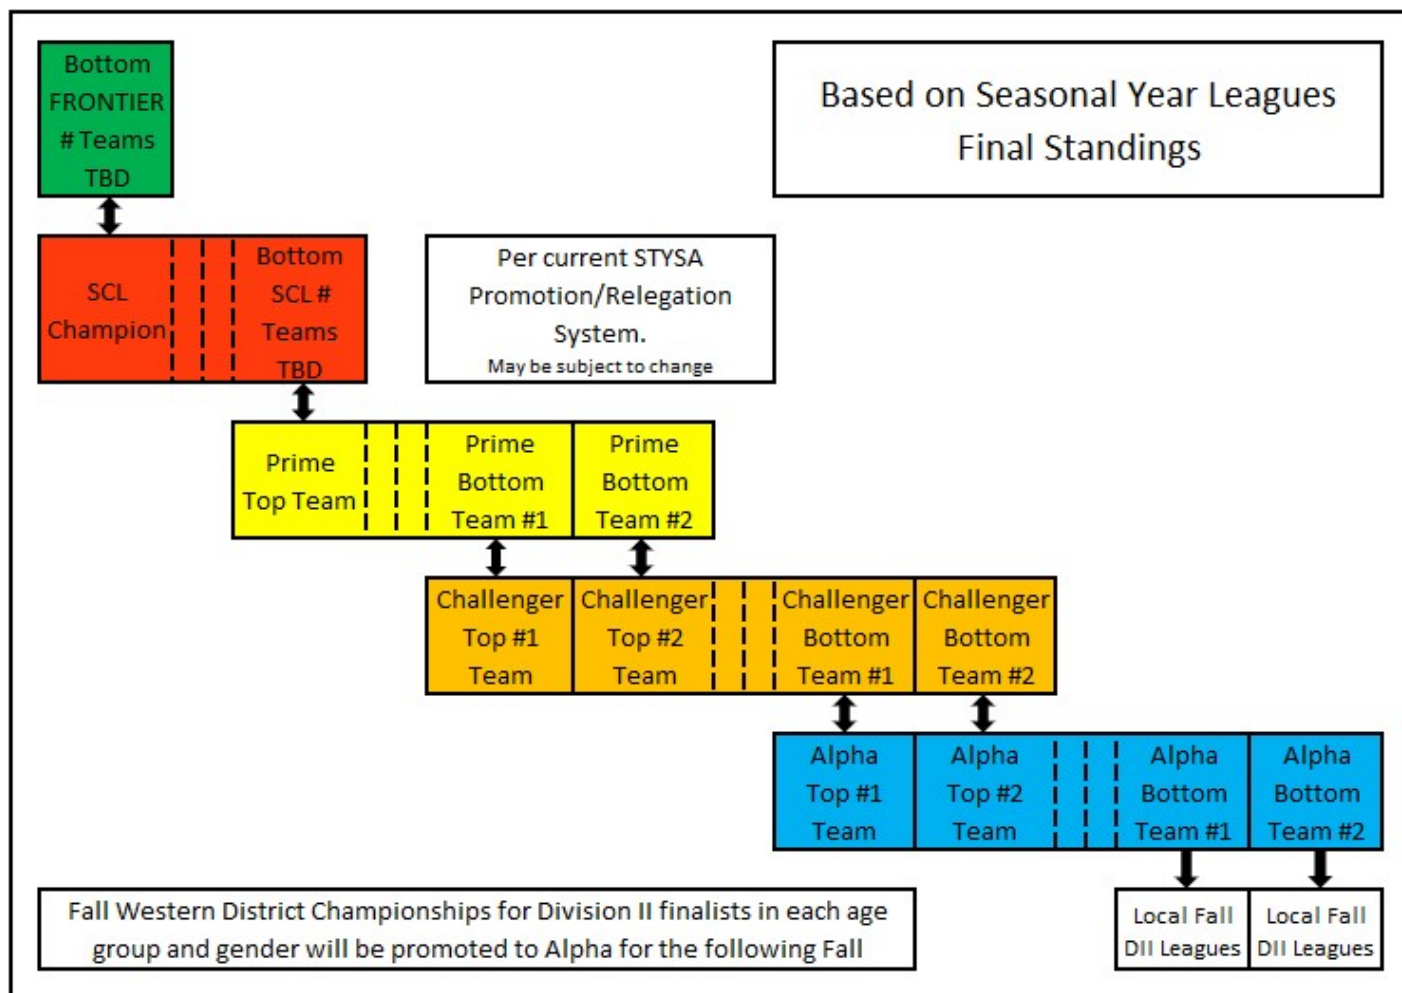 Bottom
FRONTIER
# Teams
TBD
Based on Seasonal Year Leagues
Final Standings
SCL
Champion
Bottom
SCL #
Teams
TBD
Per current STYSA
Promotion/Relegation
System.
May be subject to change
Prime
Top Team
Prime
Bottom
Team #1
Prime
Bottom
Team #2
Challenger
Top #1
Team
Challenger
Top #2
Team
Challenger
Bottom
Team #1
Challenger
Bottom
Team #2
Alpha
Top #1
Team
Alpha
Top #2
Team
Alpha
Bottom
Team #1
Alpha
Bottom
Team #2
Fall Western District Championships for Division II finalists in each age
group and gender will be promoted to Alpha for the following Fall
Local Fall
DII Leagues
Local Fall
DII Leagues